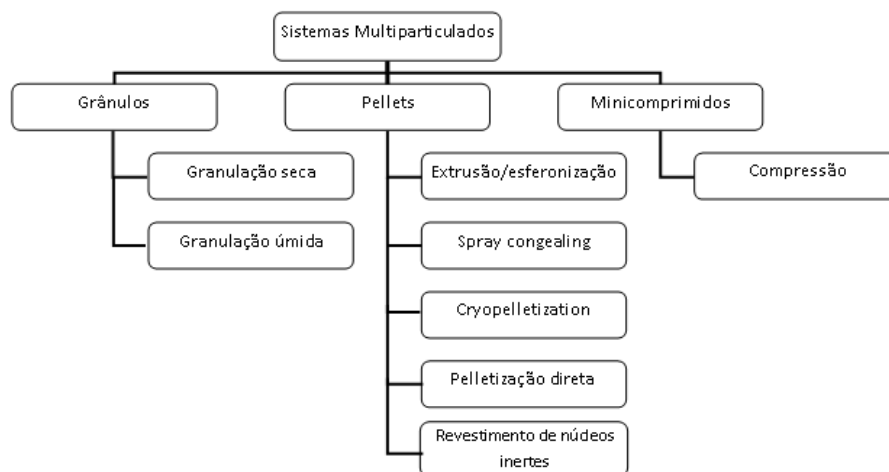 Sistemas Multiparticulados
Grânulos
Pellets
Minicomprimidos
Granulação seca
Extrusão/esferonização
Compressão
Granulação úmida
Spray congealing
Cryopelletization
Pelletização direta
Revestimento de núcleos
inertes